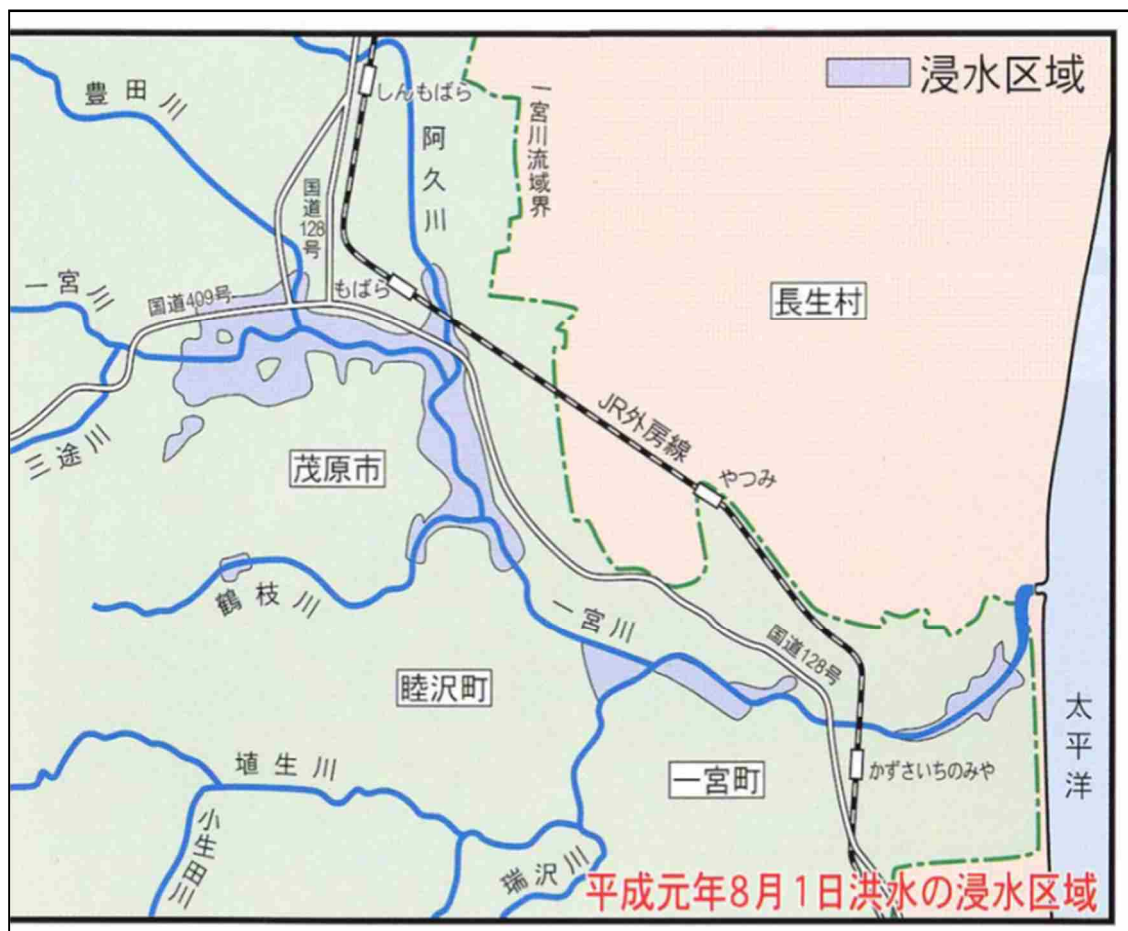 浸水区域
しんもばら
豊田川
阿久川
一宮川流域界
国道128号
一宮川
国道409号
もばら
長生村
三途川
茂原市
JR外房線
やつみ
鶴枝川
一宮川
国道128号
睦沢町
太平洋
埴生川
一宮町
かずさいちのみや
小生田川
瑞沢川
平成元年8月1日洪水の浸水区域